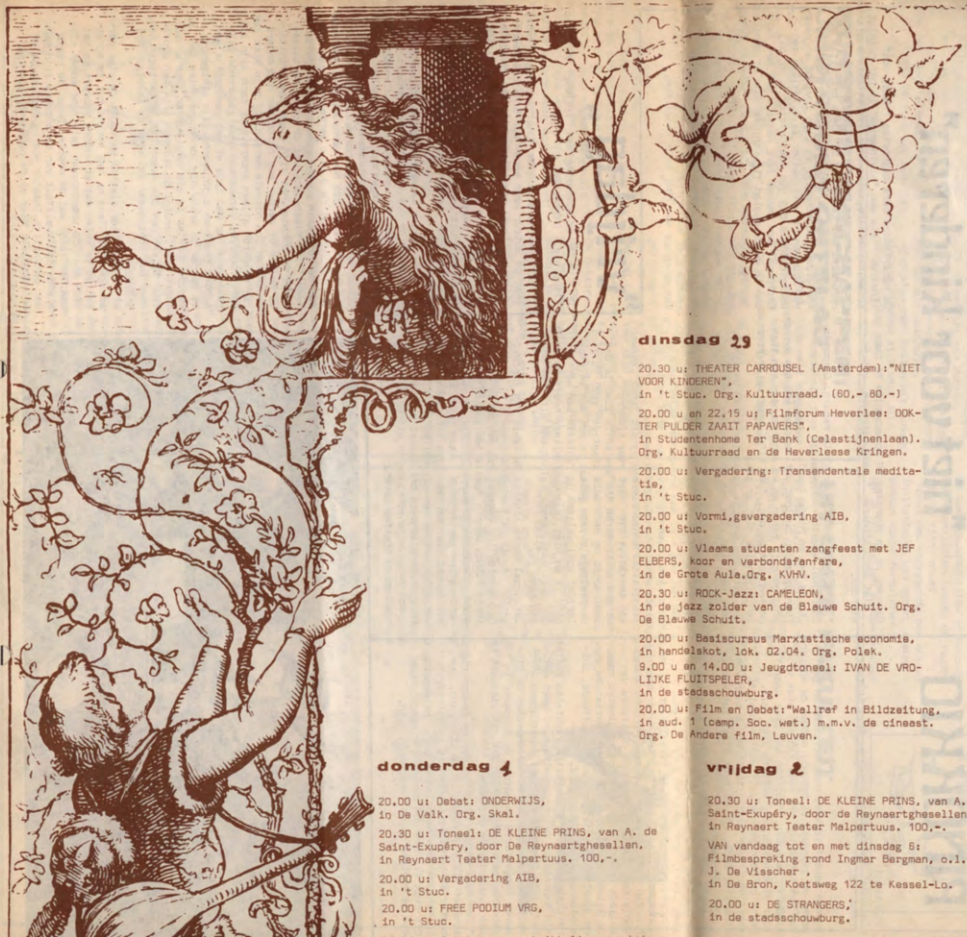 dinsdag 29
20.30 u: THEATER CARROUSEL (Amsterdam):"NIET
VOOR KINDEREN",
in 't Stuc. Org. Kultuurraad. (60,- 80,-)
20.00 u en 22.15 u: Filmforum Heverlee: DOK-
TER PULDER ZAAIT PAPAVERS",
in Studentenhome Ter Bank (Celestijnenlaan).
Org. Kultuurraad en de Heverleese Kringen.
20.00 u: Vergadering: Transendentale medita-
tie,
in 't Stuc.
20.00 u: Vormi,gsvergadering AIB,
in 't Stuc.
20.00 u: Vlaams studenten zangfeest met JEF
ELBERS, koor en verbondsfanfare,
in de Grote Aula.Org. KVHV.
20.30 u: ROCK-Jazz: CAMELEON,
in de jazz zolder van de Blauwe Schuit. Org.
De Blauwe Schuit.
20.00 u: Basiscursus Marxistische economie,
in handelskot, lok. 02.04. Org. Polek.
9.00 u en 14.00 u: Jeugdtoneel: IVAN DE VRO-
LIJKE FLUITSPELER,
in de stadsschouwburg.
20.00 u: Film en Debat:"Wallraf in Bildzeitung,
in aud. 1 (camp. Soc. wet.) m.m.v. de cineast.
Org. De Andere film, Leuven.
donderdag 1
20.00 u: Debat: ONDERWIJS,
in De Valk. Org. Skal.
20.30 u: Toneel: DE KLEINE PRINS, van A. de
Saint-Exupéry, door De Reynaertghesellen,
in Reynaert Teater Malpertuus. 100,-.
20.00 u: Vergadering AIB,
in 't Stuc.
20.00 u: FREE PODIUM VRG,
in 't Stuc.
vrijdag 2
20.30 u: Toneel: DE KLEINE PRINS, van A.
Saint-Exupéry, door de Reynaertghesellen
in Reynaert Teater Malpertuus. 100,-.
VAN vandaag tot en met dinsdag 6:
Filmbespreking rond Ingmar Bergman, o.l.
J. De Visscher ,
in De Bron, Koetsweg 122 te Kessel-Lo.
20.00 u: DE STRANGERS,
in de stadsschouwburg.